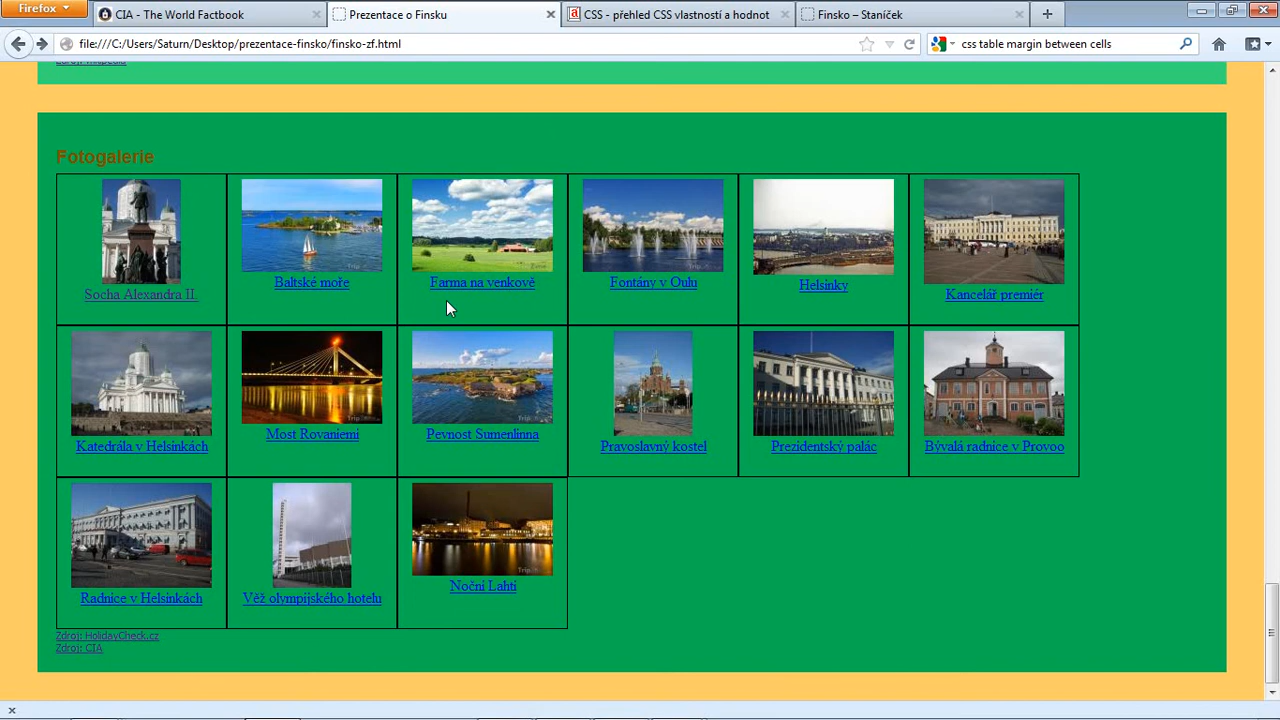 Firefox
CIA - The World Factbook
Prezentace o Finsku
CSS - přehled CSS vlastností a hodnot
Finsko – Staníček
file:///C:/Users/Saturn/Desktop/prezentace-finsko/finsko-zf.html
css table margin between cells
Zdroj: Wikipedia
Fotogalerie
Socha Alexandra II.
Baltské moře
Farma na venkově
Fontány v Oulu
Helsinky
Kancelář premiér
Katedrála v Helsinkách
Most Rovaniemi
Pevnost Sumenlinna
Pravoslavný kostel
Prezidentský palác
Bývalá radnice v Provoo
Radnice v Helsinkách
Věž olympijského hotelu
Noční Lahti
Zdroj: HolidayCheck.cz
Zdroj: CIA